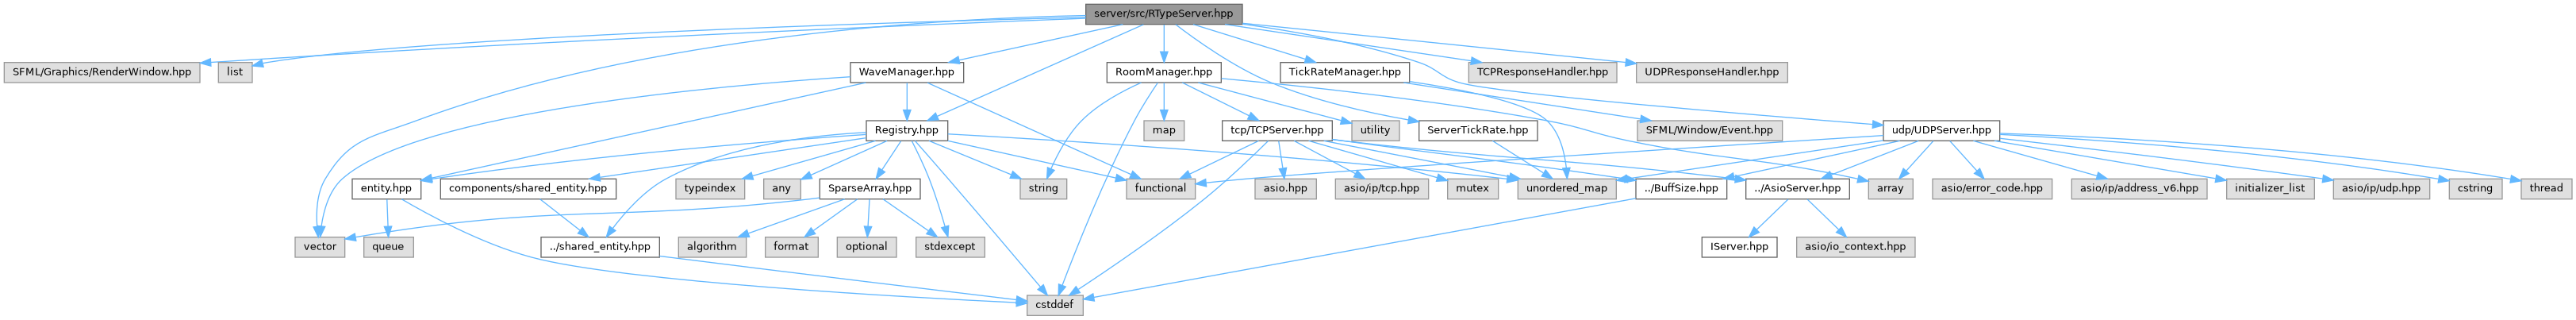 server/src/RTypeServer.hpp
SFML/Graphics/RenderWindow.hpp
list
WaveManager.hpp
RoomManager.hpp
TickRateManager.hpp
TCPResponseHandler.hpp
UDPResponseHandler.hpp
Registry.hpp
map
tcp/TCPServer.hpp
utility
ServerTickRate.hpp
SFML/Window/Event.hpp
udp/UDPServer.hpp
entity.hpp
components/shared_entity.hpp
typeindex
any
SparseArray.hpp
string
functional
asio.hpp
asio/ip/tcp.hpp
mutex
unordered_map
../BuffSize.hpp
../AsioServer.hpp
array
asio/error_code.hpp
asio/ip/address_v6.hpp
initializer_list
asio/ip/udp.hpp
cstring
thread
vector
queue
../shared_entity.hpp
algorithm
format
optional
stdexcept
IServer.hpp
asio/io_context.hpp
cstddef